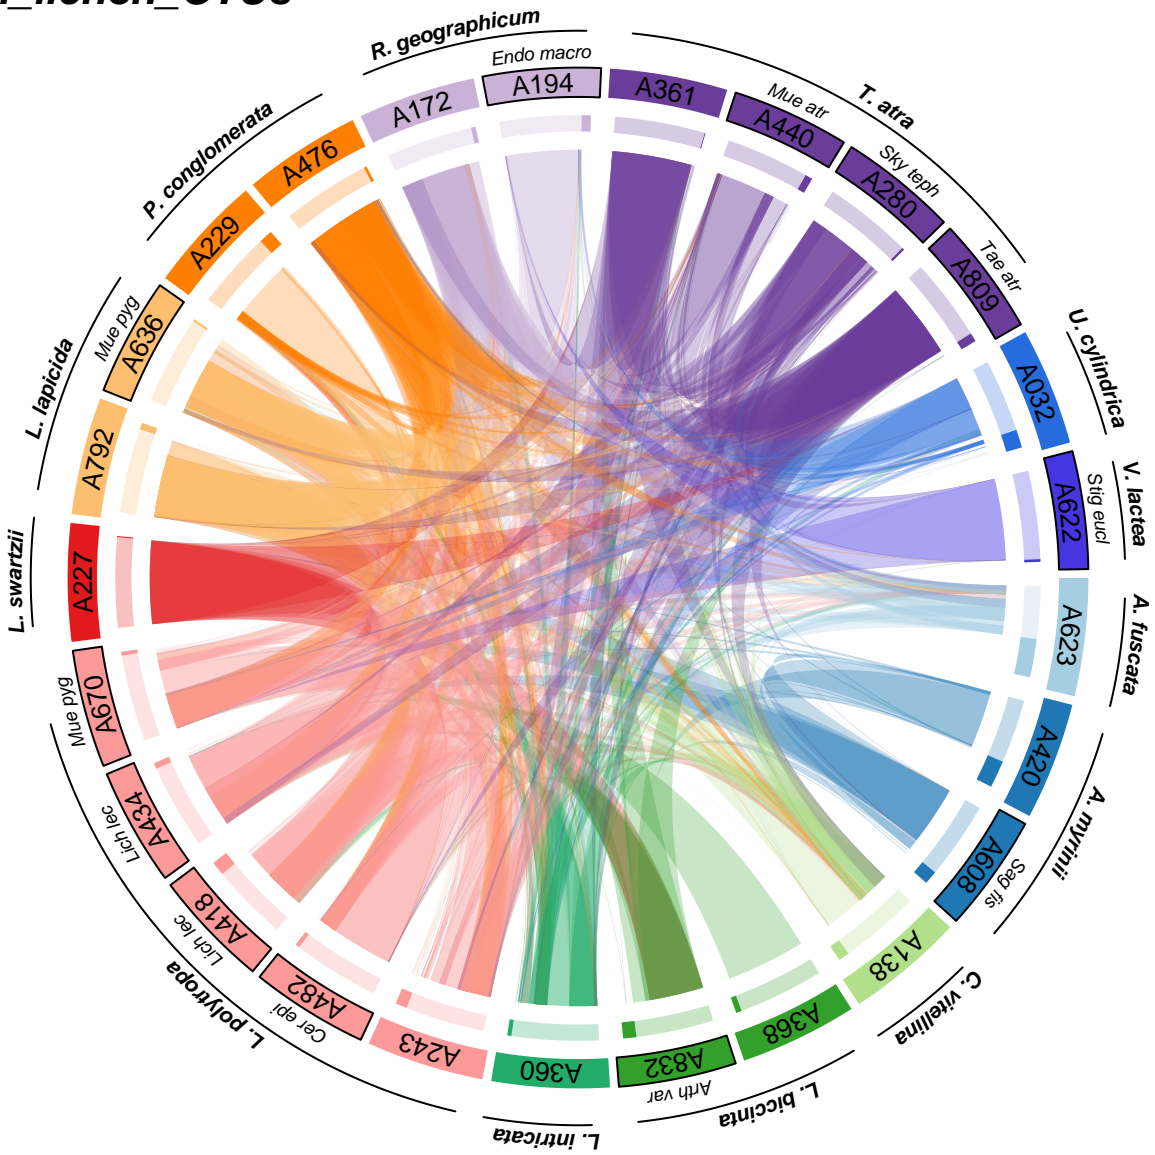 R. geographicum
Endo macro
A172
A194
T. atra
A361
Mue atr
A440
Sky teph
A280
Tae atr
A809
U. cylindrica
A032
V. lactea
Stig eucl
A622
A. fuscata
A623
A. myrinii
A420
Sag fis
A608
C. vitellina
A138
L. biccinta
A368
A832
Arth var
L. intricata
A360
L. polytropa
A243
A482
Cer epi
A418
Lich lec
A434
Lich lec
A670
Mue pyg
L. swartzii
A227
L. lapicida
A792
A636
Mue pyg
P. conglomerata
A229
A476